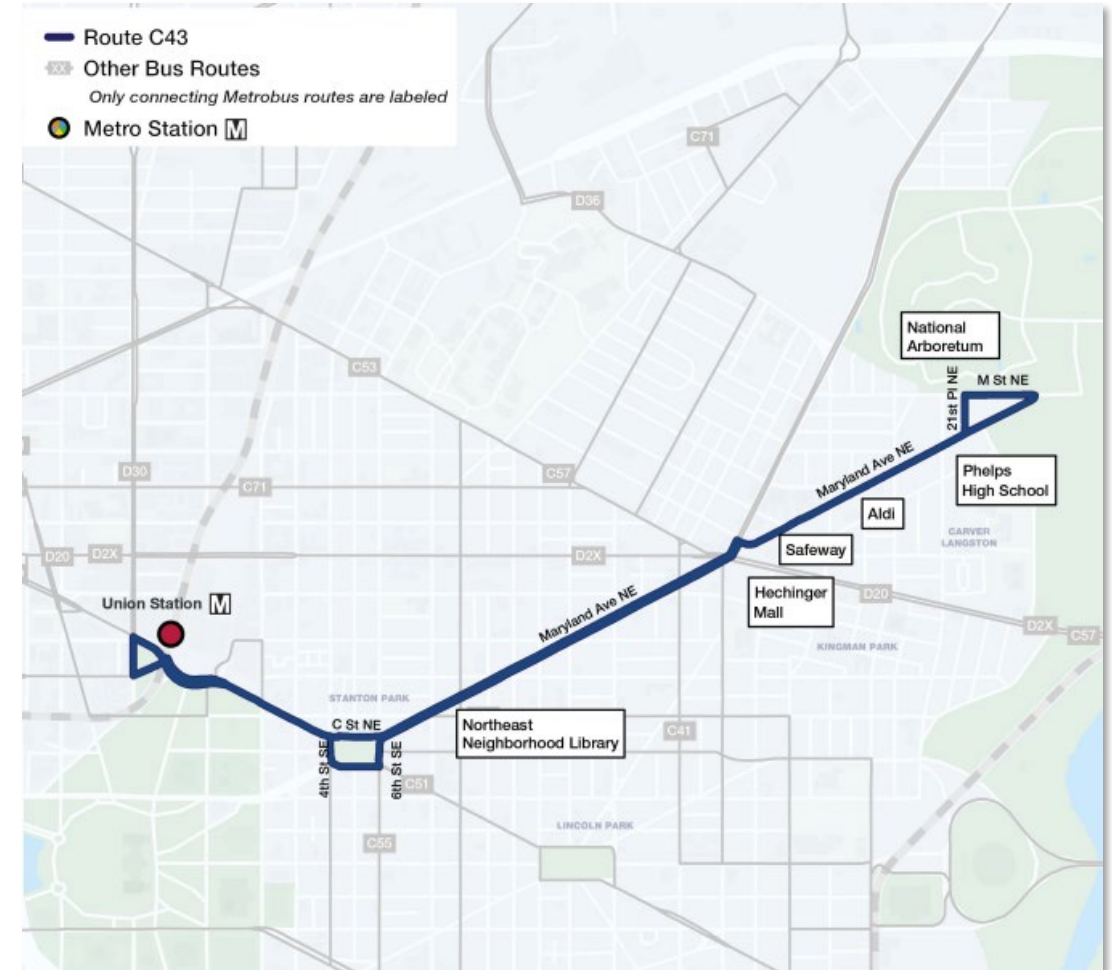 Route C43
XX Other Bus Routes
Only connecting Metrobus routes are labeled
Metro Station M
C71
D36
National
Arboretum
C53
21st Pl NE
M St NE
Maryland Ave NE
Phelps
High School
D30
C71
C57
Aldi
CARVER
LANGSTON
D20
D2X
D2X
Safeway
Hechinger
Mall
D20
Union Station M
Maryland Ave NE
D2X
C57
KINGMAN PARK
STANTON PARK
C St NE
Northeast
Neighborhood Library
C41
4th St SE
6th St SE
C51
LINCOLN PARK
C55